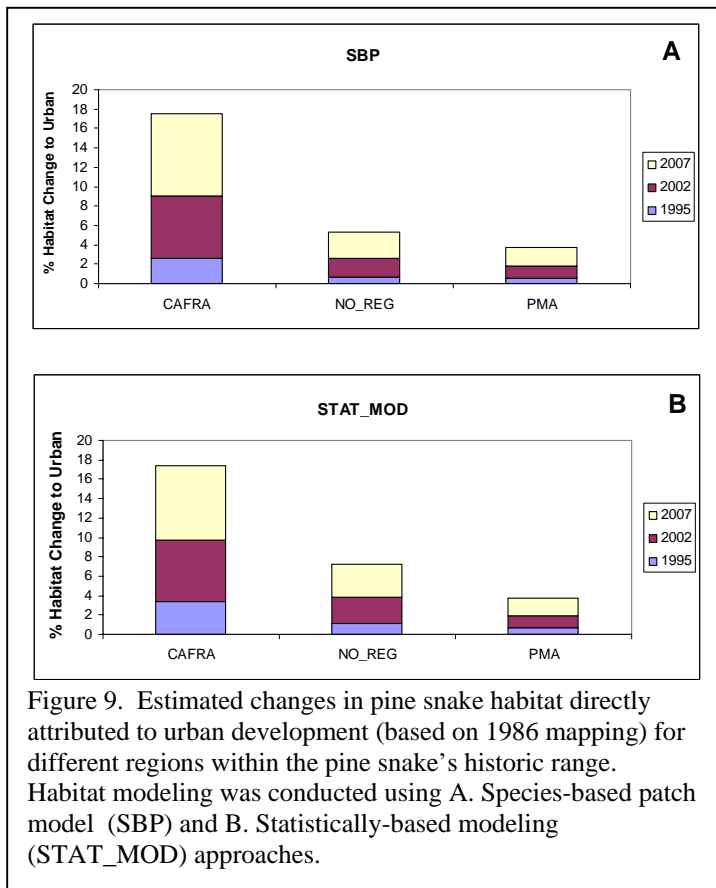 SBP
A
% Habitat Change to Urban
20
18
16
14
12
10
8
6
4
2
0
CAFRA
NO_REG
PMA
2007
2002
1995
STAT_MOD
B
% Habitat Change to Urban
20
18
16
14
12
10
8
6
4
2
0
CAFRA
NO_REG
PMA
2007
2002
1995
Figure 9. Estimated changes in pine snake habitat directly
attributed to urban development (based on 1986 mapping) for
different regions within the pine snake's historic range.
Habitat modeling was conducted using A. Species-based patch
model (SBP) and B. Statistically-based modeling
(STAT_MOD) approaches.